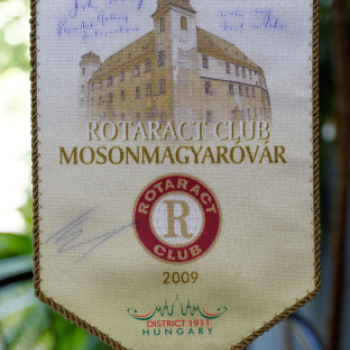 ROTARACT CLUB
MOSONMAGYARÓVÁR
ROTARACT
R
CLUB
2009
DISTRICT 1911
HUNGARY